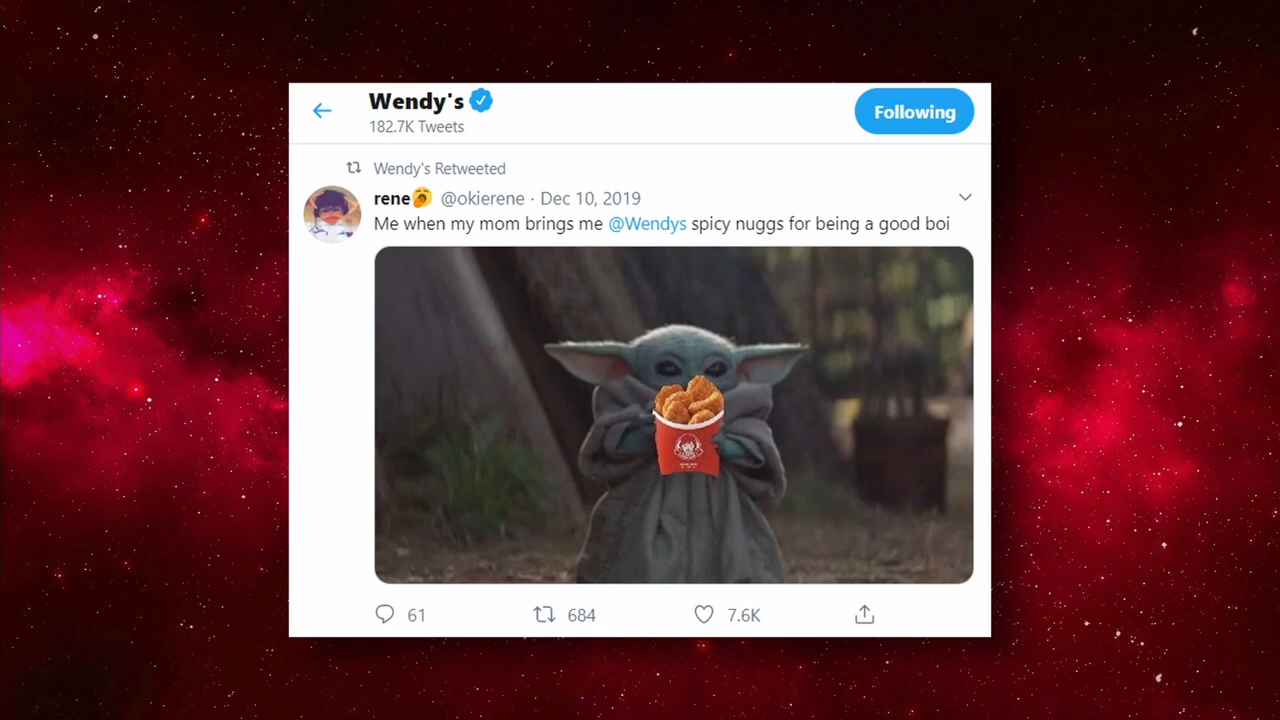 Wendy's
182.7K Tweets
Following
Wendy's Retweeted
rene🥱 @okierene · Dec 10, 2019
Me when my mom brings me @Wendys spicy nuggs for being a good boi
61 684 7.6K